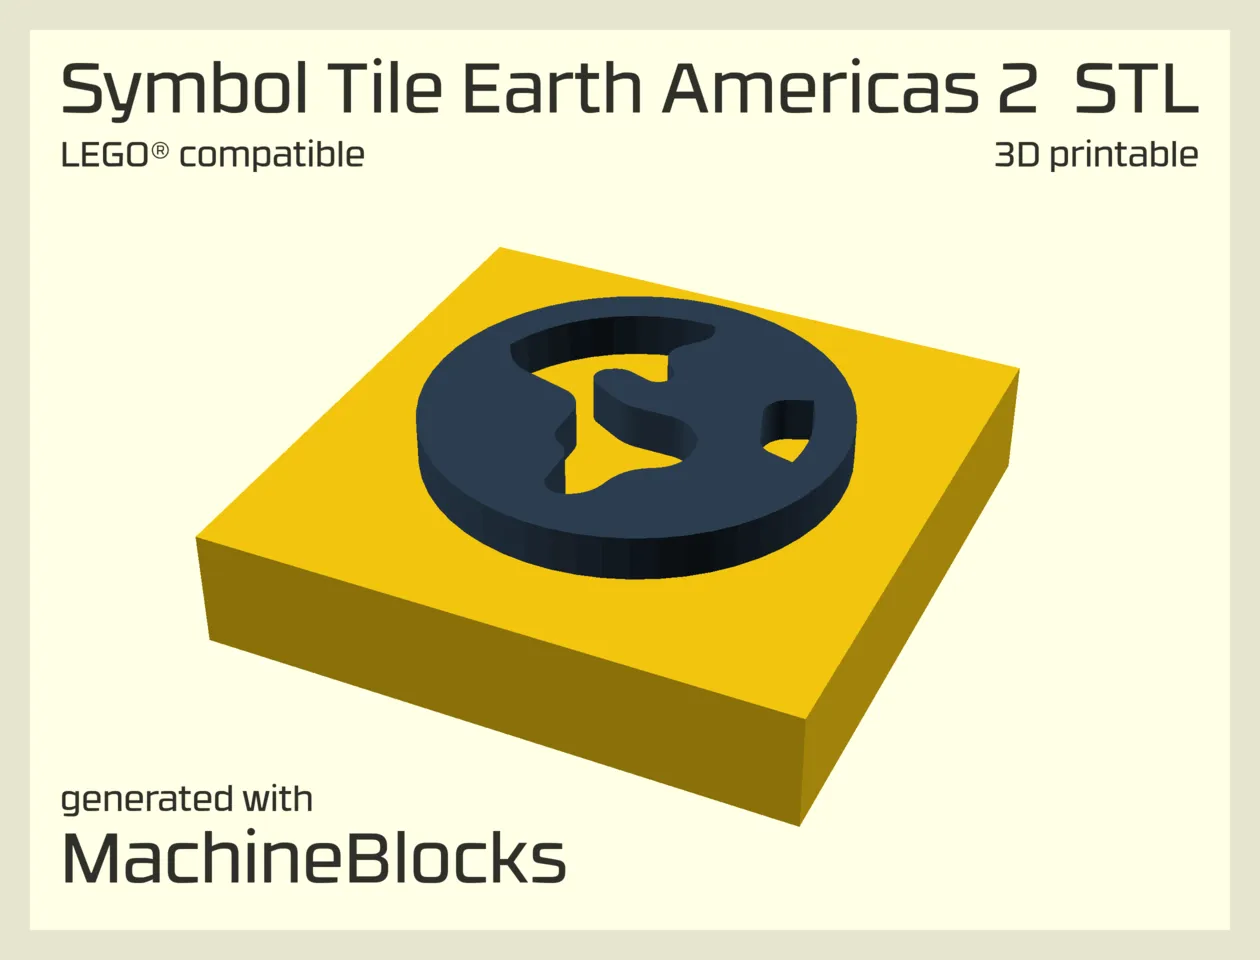 Symbol Tile Earth Americas 2 STL
LEGO® compatible
3D printable
generated with
MachineBlocks